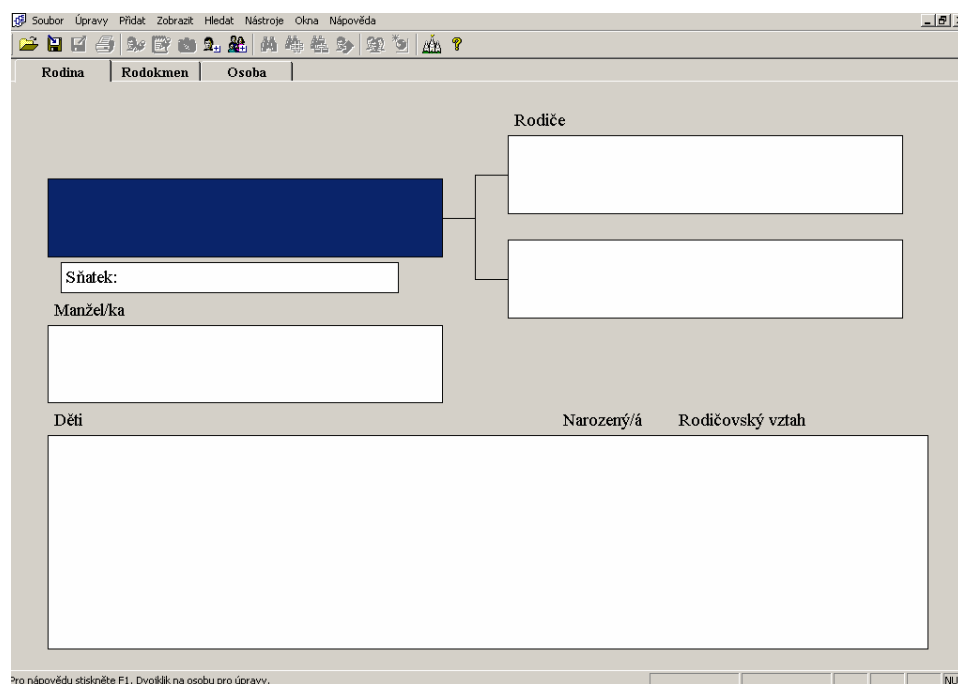 Soubor Úpravy Přidat Zobrazit Hledat Nástroje Okna Nápověda
Rodina Rodokmen Osoba
Rodiče
Sňatek:
Manžel/ka
Děti Narozený/á Rodičovský vztah
Pro nápovědu stiskněte F1. Dvojklik na osobu pro úpravy. NU